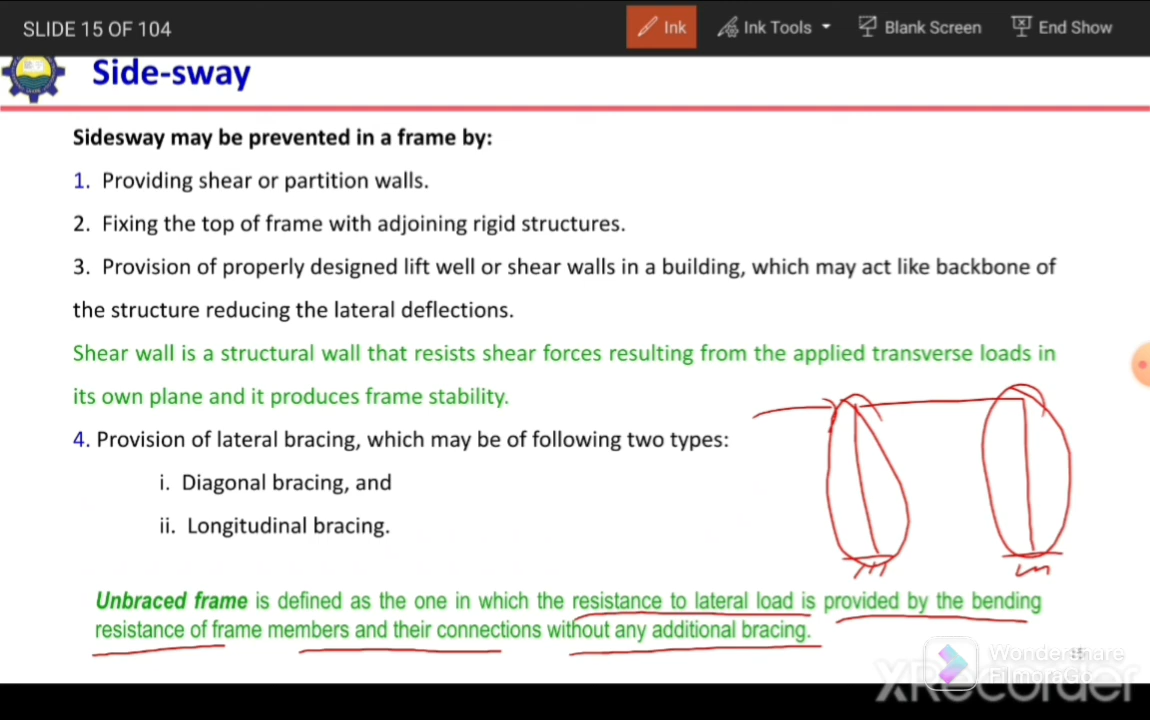 SLIDE 15 OF 104
Ink
Ink Tools
Blank Screen
End Show
Side-sway
Sidesway may be prevented in a frame by:
1. Providing shear or partition walls.
2. Fixing the top of frame with adjoining rigid structures.
3. Provision of properly designed lift well or shear walls in a building, which may act like backbone of
the structure reducing the lateral deflections.
Shear wall is a structural wall that resists shear forces resulting from the applied transverse loads in
its own plane and it produces frame stability.
4. Provision of lateral bracing, which may be of following two types:
i. Diagonal bracing, and
ii. Longitudinal bracing.
Unbraced frame is defined as the one in which the resistance to lateral load is provided by the bending
resistance of frame members and their connections without any additional bracing.
15
Wondershare
FilmoraGo
XRecorder